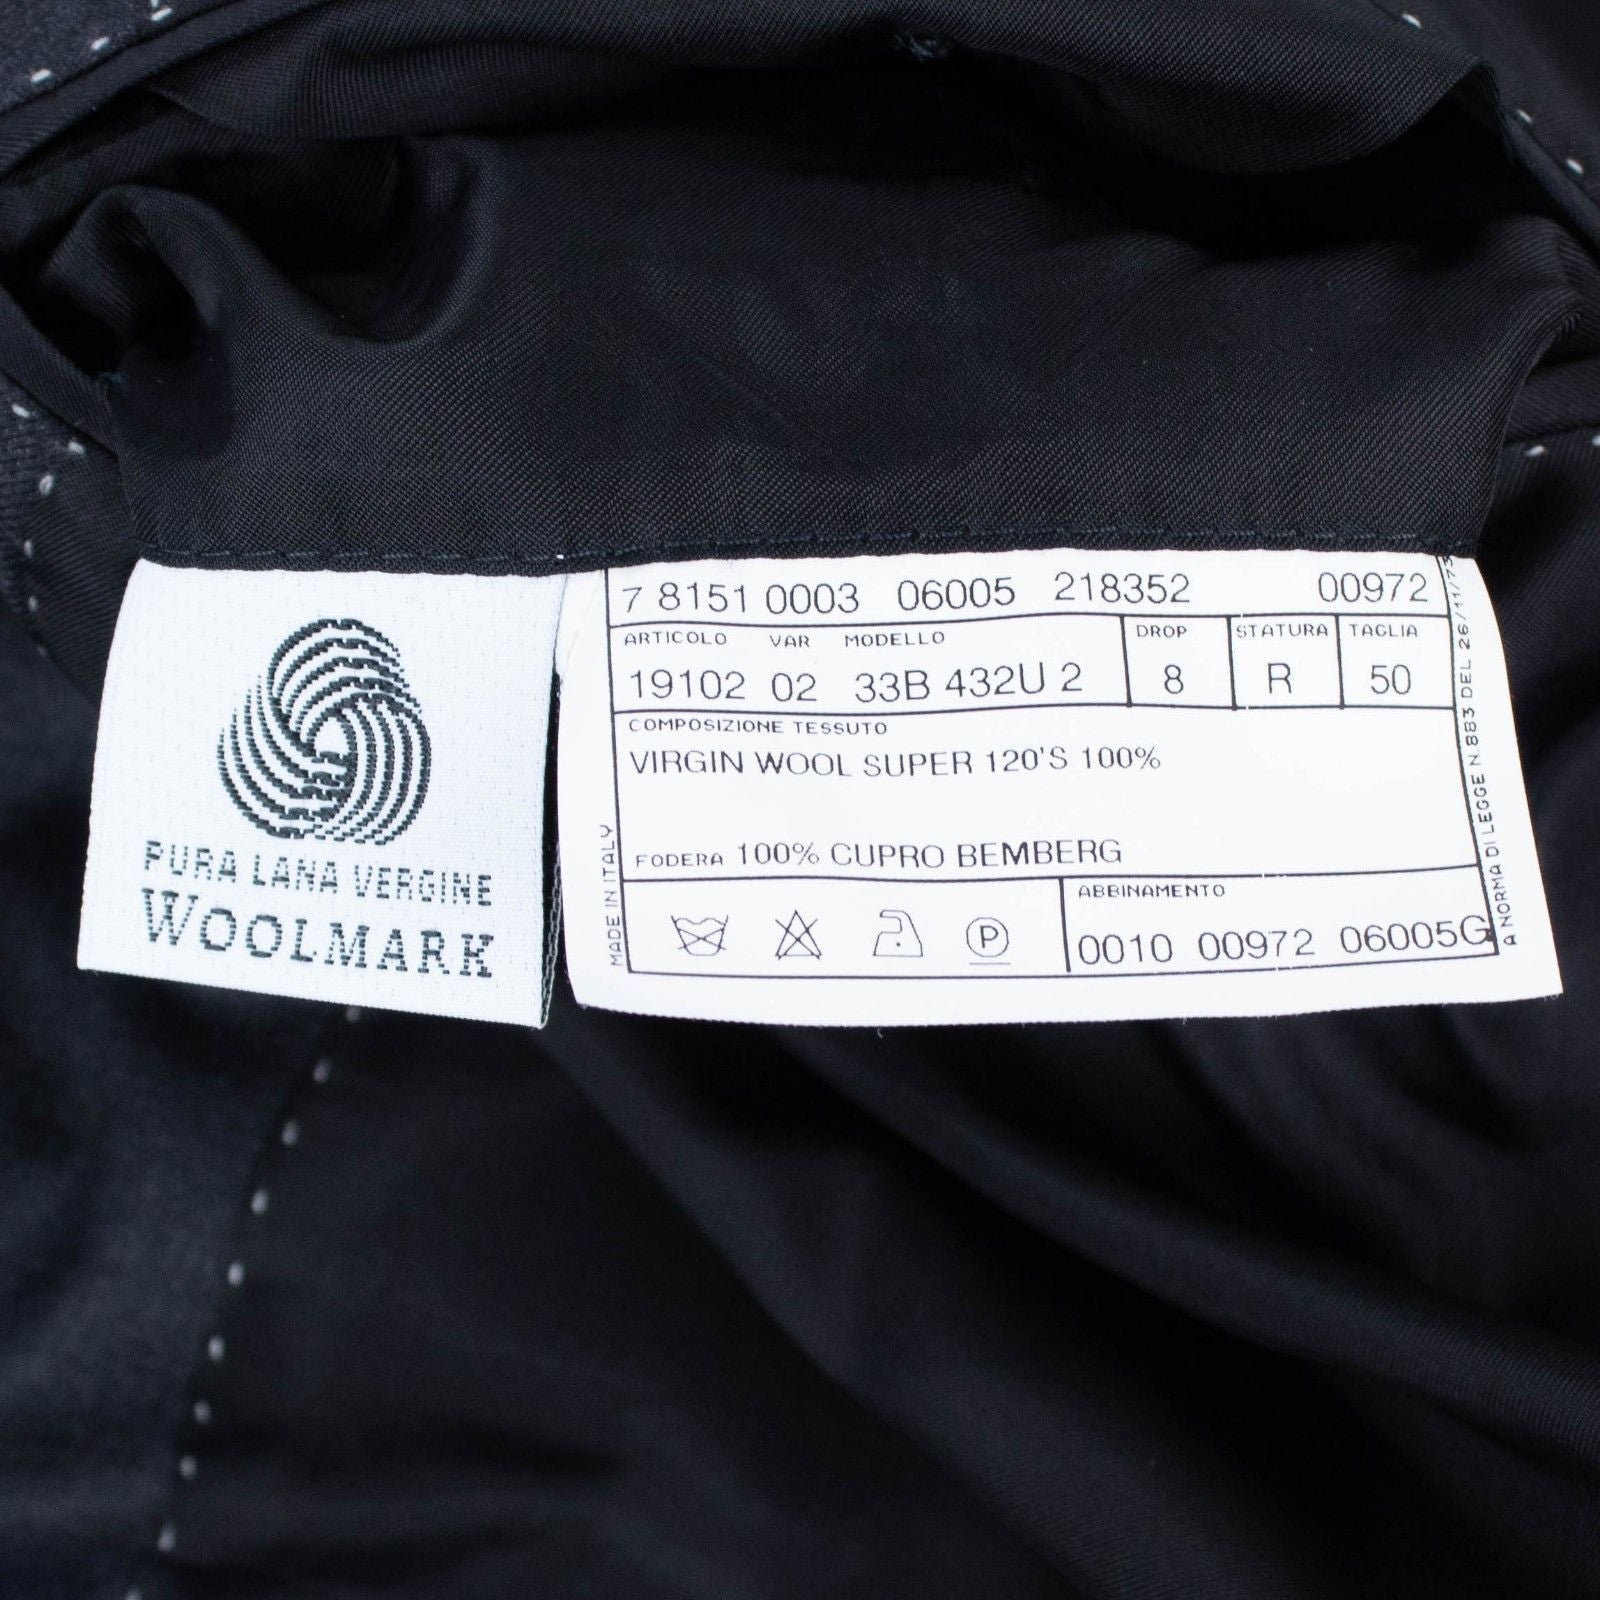 PURA LANA VERGINE
WOOLMARK
7 8151 0003 06005 218352 00972
ARTICOLO VAR MODELLO DROP STATURA TAGLIA
19102 02 33B 432U 2 8 R 50
COMPOSIZIONE TESSUTO
VIRGIN WOOL SUPER 120'S 100%
FODERA 100% CUPRO BEMBERG
ABBINAMENTO
P
0010 00972 06005G
MADE IN ITALY
A NORMA DI LEGGE N.883 DEL 26/11/73